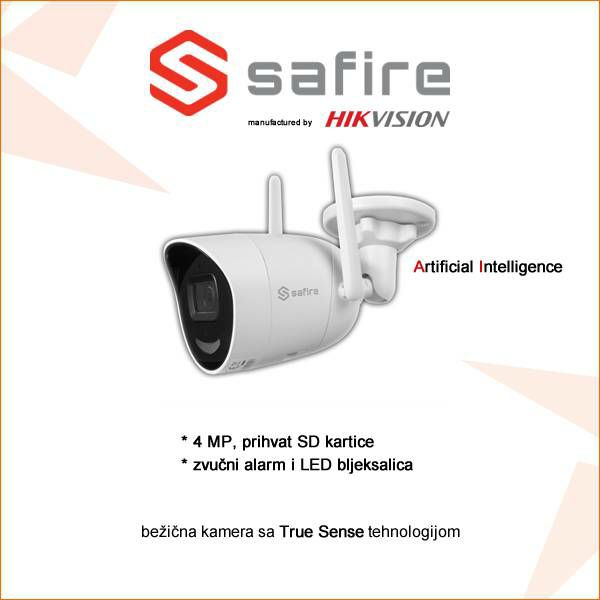 safire
manufactured by HIKVISION
safire
Artificial Intelligence
* 4 MP, prihvat SD kartice
* zvučni alarm i LED bljeksalica
bežična kamera sa True Sense tehnologijom